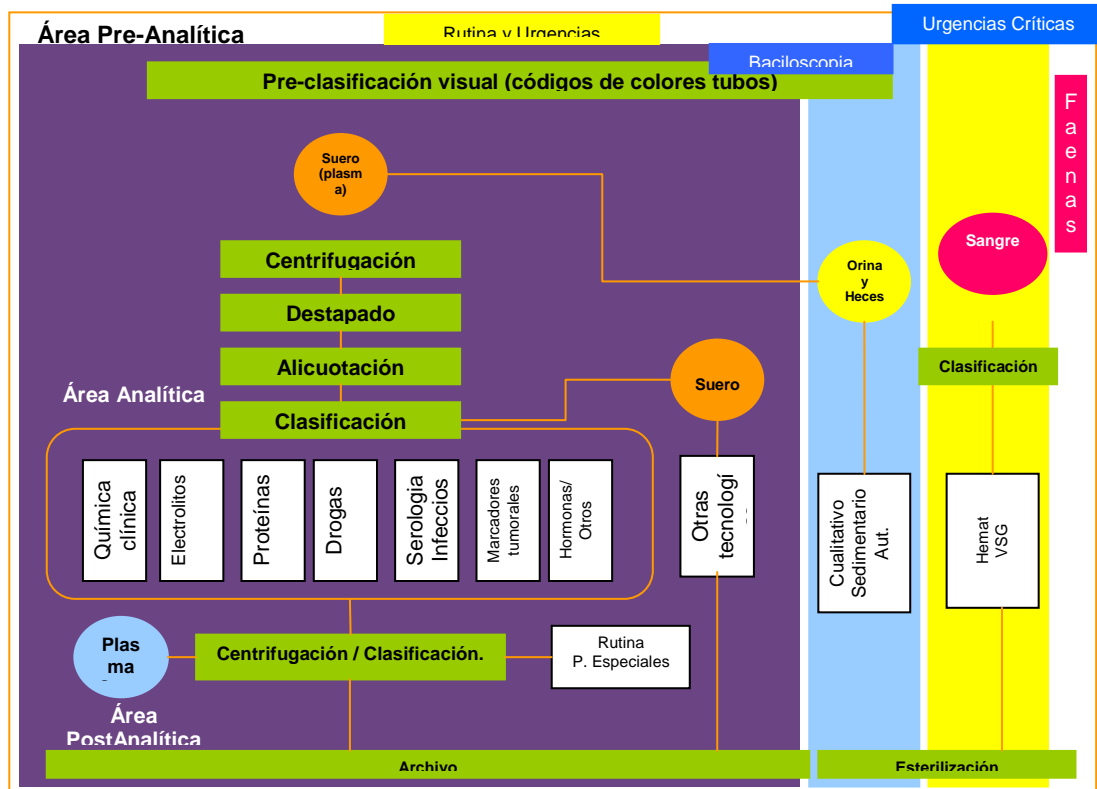 Urgencias Críticas
Área Pre-Analítica
Rutina y Urgencias
Baciloscopia
Pre-clasificación visual (códigos de colores tubos)
Faenas
Suero
(plasm
a)
Sangre
Centrifugación
Orina
y
Heces
Destapado
Alicuotación
Clasificación
Suero
Área Analítica
Clasificación
Química
clínica
Electrolitos
Proteínas
Drogas
Serologia
Infeccios
Marcadores
tumorales
Hormonas/
Otros
Otras
tecnologí
Cualitativo
Sedimentario
Aut.
Hemat
VSG
Plas
ma
Centrifugación / Clasificación.
Rutina
P. Especiales
Área
PostAnalítica
Archivo
Esterilización